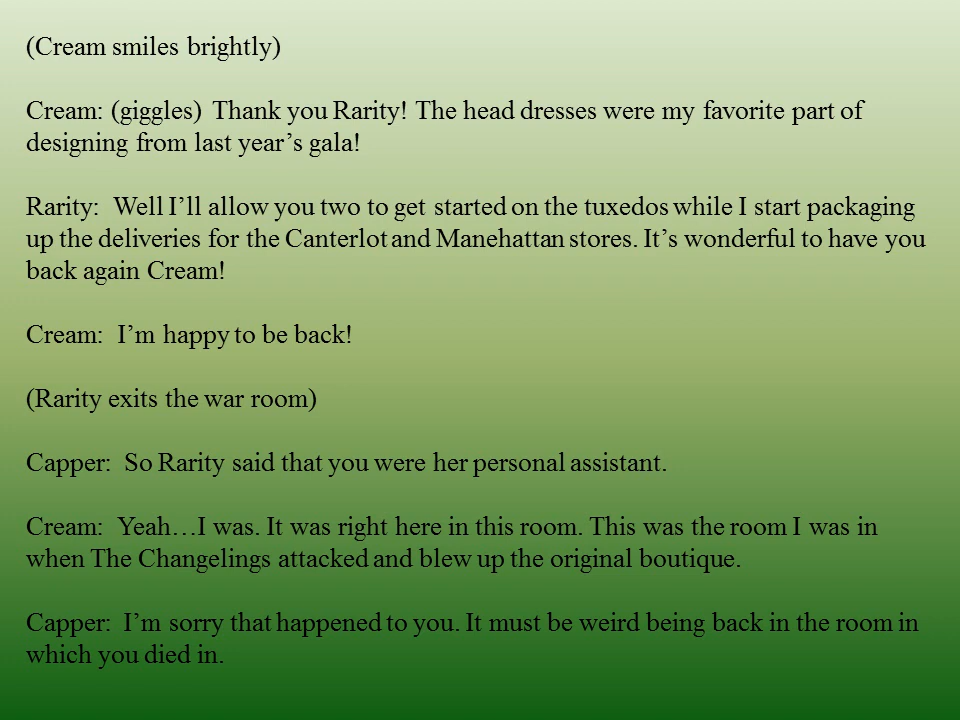 (Cream smiles brightly)
Cream: (giggles) Thank you Rarity! The head dresses were my favorite part of
designing from last year’s gala!
Rarity:  Well I’ll allow you two to get started on the tuxedos while I start packaging
up the deliveries for the Canterlot and Manehattan stores. It’s wonderful to have you
back again Cream!
Cream:  I’m happy to be back!
(Rarity exits the war room)
Capper:  So Rarity said that you were her personal assistant.
Cream:  Yeah…I was. It was right here in this room. This was the room I was in
when The Changelings attacked and blew up the original boutique.
Capper:  I’m sorry that happened to you. It must be weird being back in the room in
which you died in.